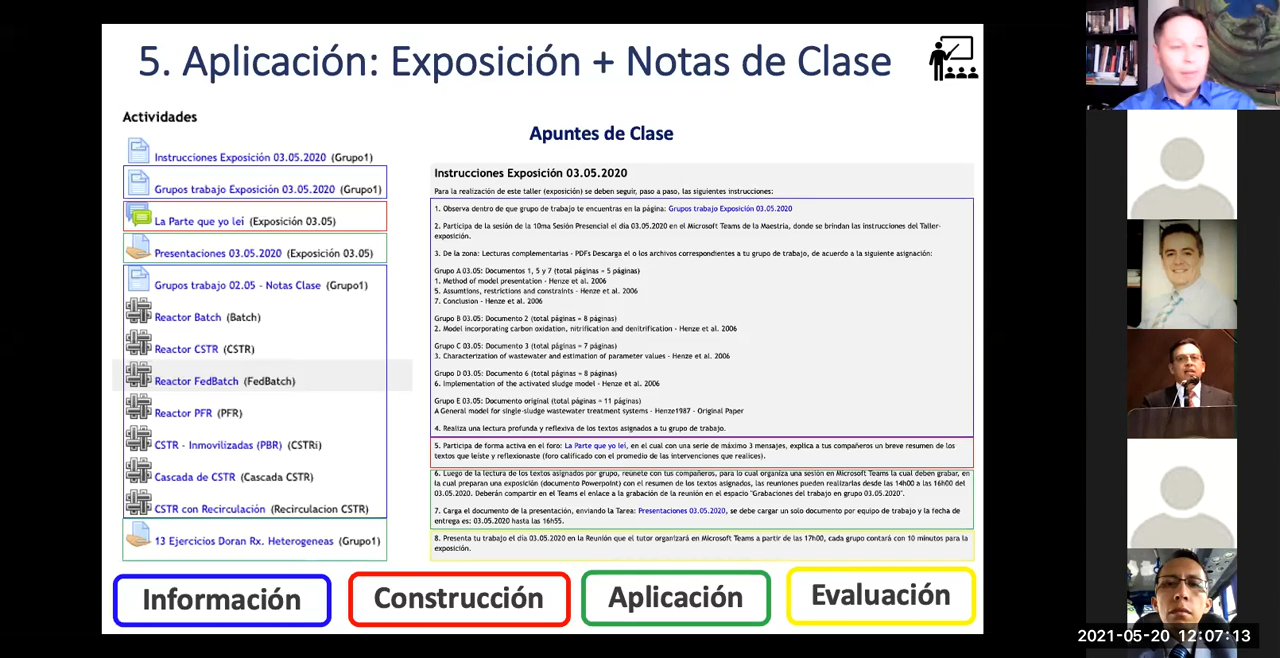 5. Aplicación: Exposición + Notas de Clase
Actividades
Instrucciones Exposición 03.05.2020 (Grupo1)
Grupos trabajo Exposición 03.05.2020 (Grupo1)
La Parte que yo leí (Exposición 03.05)
Presentaciones 03.05.2020 (Exposición 03.05)
Grupos trabajo 02.05 - Notas Clase (Grupo1)
Reactor Batch (Batch)
Reactor CSTR (CSTR)
Reactor FedBatch (FedBatch)
Reactor PFR (PFR)
CSTR - Inmovilizadas (PBR) (CSTRi)
Cascada de CSTR (Cascada CSTR)
CSTR con Recirculación (Recirculacion CSTR)
13 Ejercicios Doran Rx. Heterogeneas (Grupo1)
Apuntes de Clase
Instrucciones Exposición 03.05.2020
Para la realización de este taller (exposición) se deben seguir, paso a paso, las siguientes instrucciones:
1. Observa dentro de que grupo de trabajo te encuentras en la página: Grupos trabajo Exposición 03.05.2020
2. Participa de la sesión de la 10ma Sesión Presencial el día 03.05.2020 en el Microsoft Teams de la Maestría, donde se brindan las instrucciones del Taller-
exposición.
3. De la zona: Lecturas complementarias - PDFs Descarga el o los archivos correspondientes a tu grupo de trabajo, de acuerdo a la siguiente asignación:
Grupo A 03.05: Documentos 1, 5 y 7 (total páginas = 5 páginas)
1. Method of model presentation - Henze et al. 2006
5. Assumtions, restrictions and constraints - Henze et al. 2006
7. Conclusion - Henze et al. 2006
Grupo B 03.05: Documento 2 (total páginas = 8 páginas)
2. Model incorporating carbon oxidation, nitrification and denitrification - Henze et al. 2006
Grupo C 03.05: Documento 3 (total páginas = 7 páginas)
3. Characterization of wastewater and estimation of parameter values - Henze et al. 2006
Grupo D 03.05: Documento 6 (total páginas = 8 páginas)
6. Implementation of the activated sludge model - Henze et al. 2006
Grupo E 03.05: Documento original (total páginas = 11 páginas)
A General model for single-sludge wastewater treatment systems - Henze1987 - Original Paper
4. Realiza una lectura profunda y reflexiva de los textos asignados a tu grupo de trabajo.
5. Participa de forma activa en el foro: La Parte que yo leí, en el cual con una serie de máximo 3 mensajes, explica a tus compañeros un breve resumen de los
textos que leíste y reflexionaste (foro calificado con el promedio de las intervenciones que realices).
6. Luego de la lectura de los textos asignados por grupo, reúnete con tus compañeros, para lo cual organiza una sesión en Microsoft Teams la cual deben grabar, en
la cual preparan una exposición (documento Powerpoint) con el resumen de los textos asignados, las reuniones pueden realizarlas desde las 14h00 a las 16h00 del
03.05.2020. Deberán compartir en el Teams el enlace a la grabación de la reunión en el espacio "Grabaciones del trabajo en grupo 03.05.2020".
7. Carga el documento de la presentación, enviando la Tarea: Presentaciones 03.05.2020, se debe cargar un solo documento por equipo de trabajo y la fecha de
entrega es: 03.05.2020 hasta las 16h55.
8. Presenta tu trabajo el día 03.05.2020 en la Reunión que el tutor organizará en Microsoft Teams a partir de las 17h00, cada grupo contará con 10 minutos para la
exposición.
Información
Construcción
Aplicación
Evaluación
2021-05-20 12:07:13